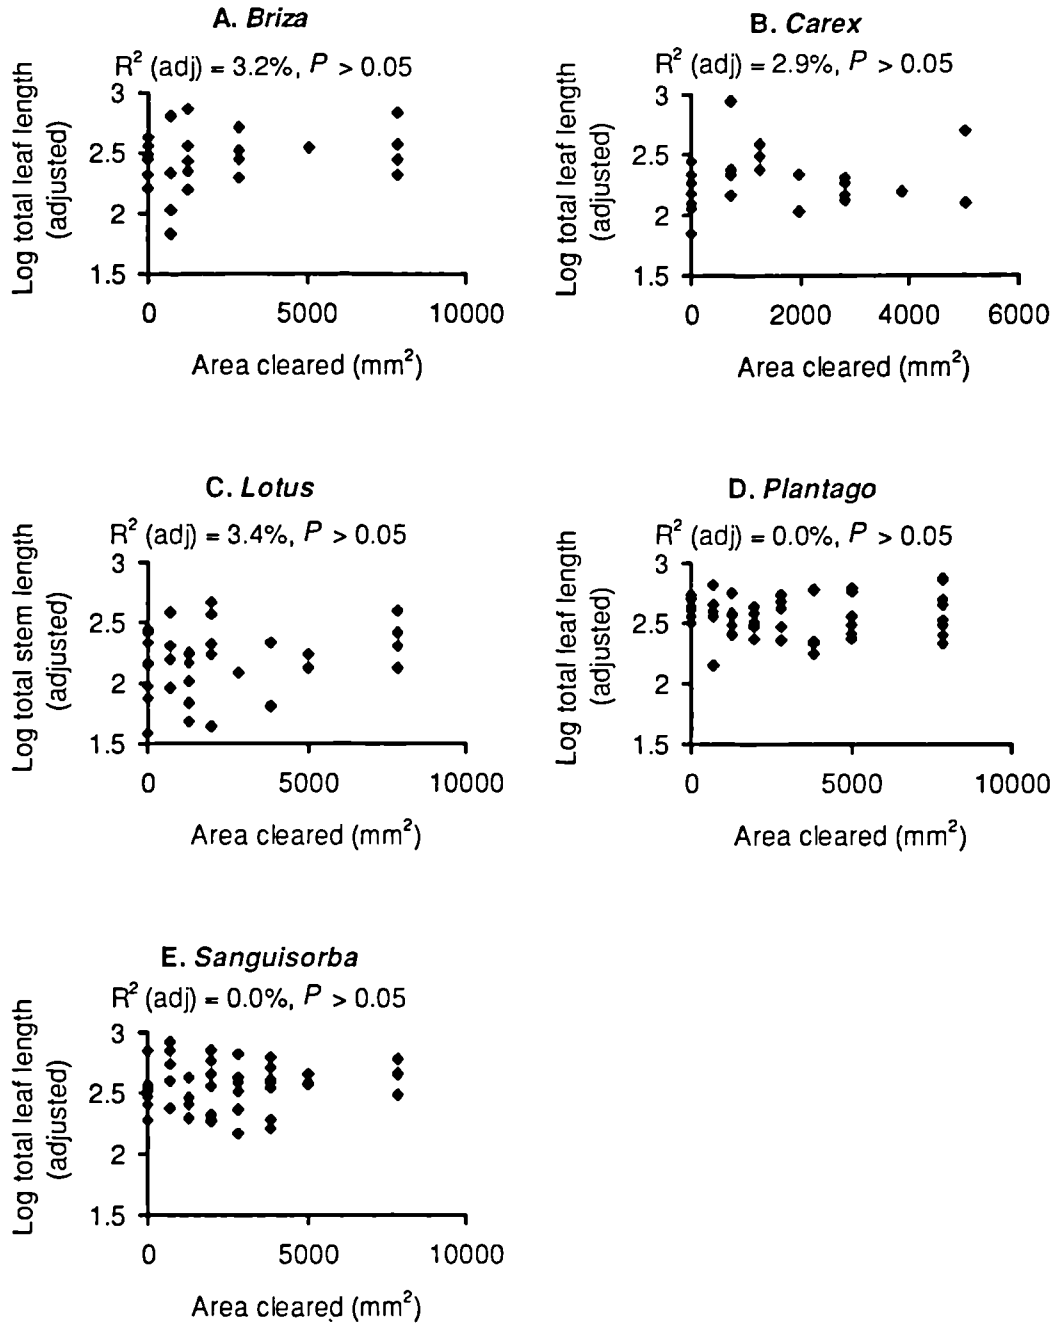 A. Briza
R² (adj) = 3.2%, P > 0.05
Log total leaf length
(adjusted)
3
2.5
2
1.5
0 5000 10000
Area cleared (mm²)
B. Carex
R² (adj) = 2.9%, P > 0.05
Log total leaf length
(adjusted)
3
2.5
2
1.5
0 2000 4000 6000
Area cleared (mm²)
C. Lotus
R² (adj) = 3.4%, P > 0.05
Log total stem length
(adjusted)
3
2.5
2
1.5
0 5000 10000
Area cleared (mm²)
D. Plantago
R² (adj) = 0.0%, P > 0.05
Log total leaf length
(adjusted)
3
2.5
2
1.5
0 5000 10000
Area cleared (mm²)
E. Sanguisorba
R² (adj) = 0.0%, P > 0.05
Log total leaf length
(adjusted)
3
2.5
2
1.5
0 5000 10000
Area cleared (mm²)